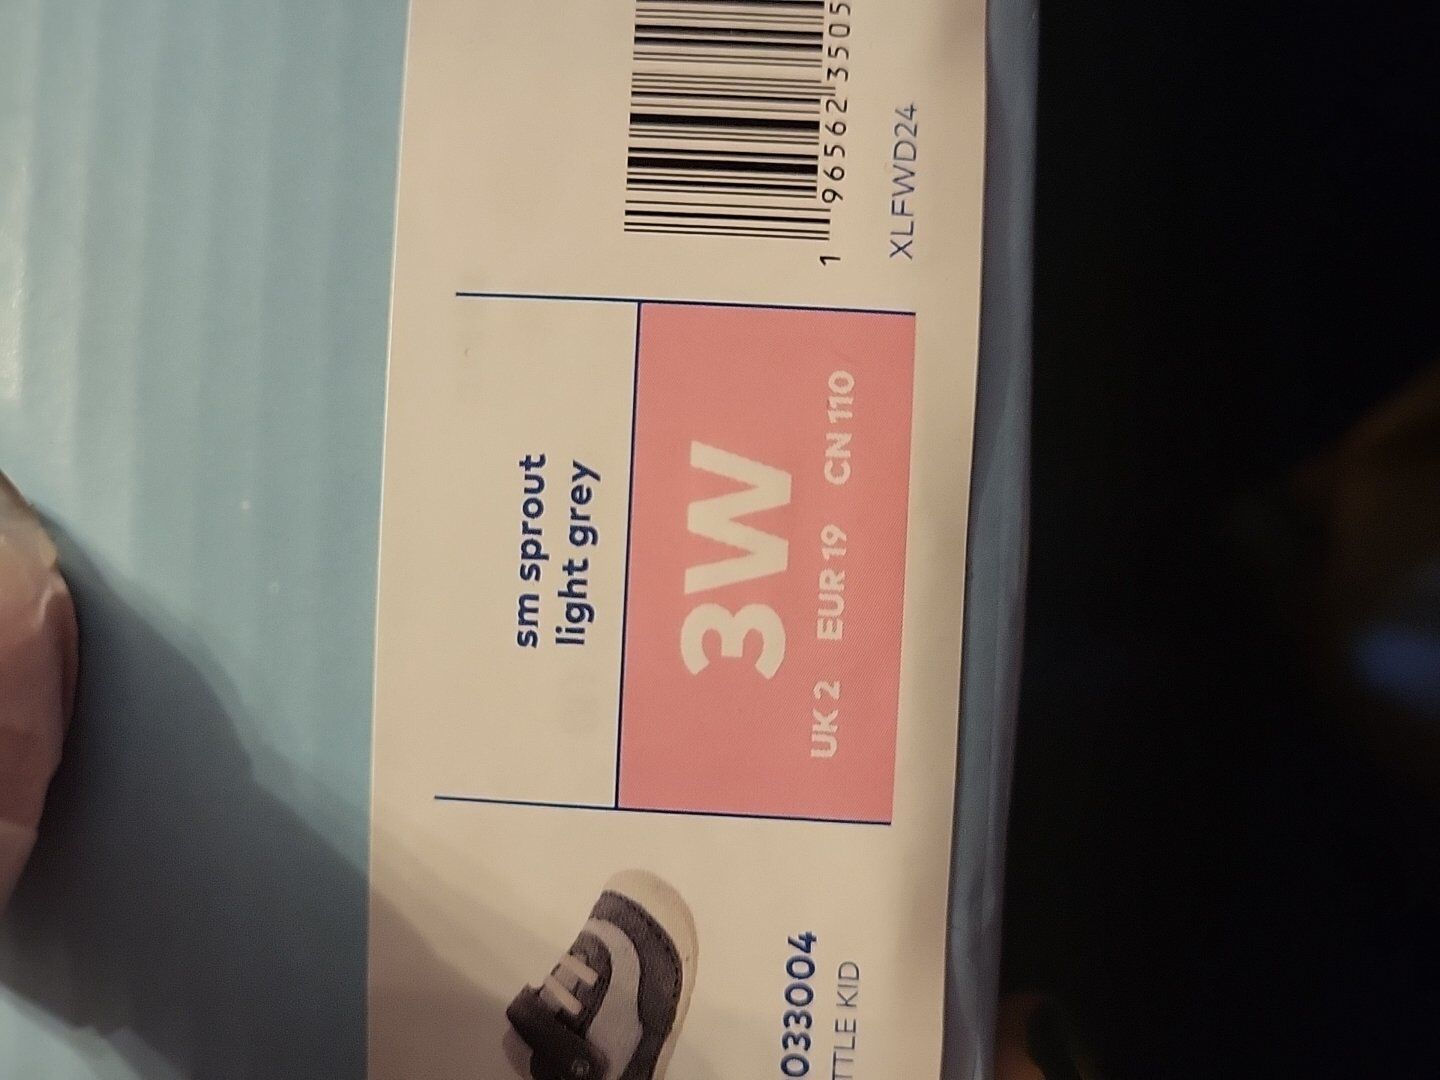 033004
TTLE KID
sm sprout
light grey
3W
UK 2 EUR 19 CN 110
1 96562 3505
XLFWD24